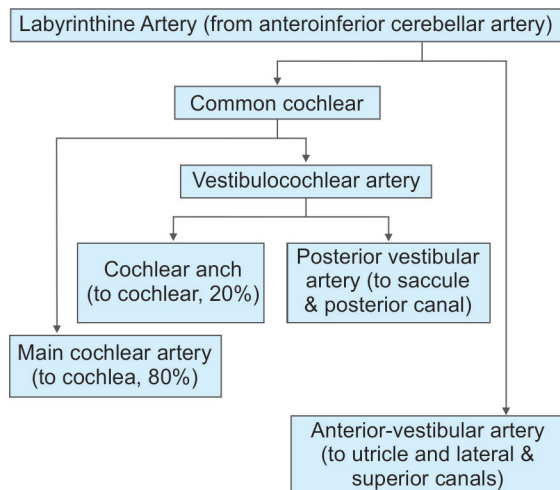 Labyrinthine Artery (from anteroinferior cerebellar artery)
Common cochlear
Vestibulocochlear artery
Cochlear anch
(to cochlear, 20%)
Posterior vestibular
artery (to saccule
& posterior canal)
Main cochlear artery
(to cochlea, 80%)
Anterior-vestibular artery
(to utricle and lateral &
superior canals)